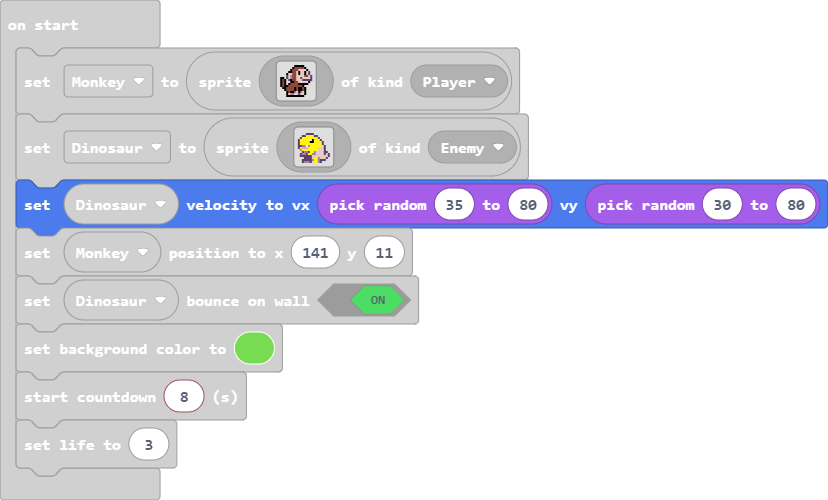 on start
set Monkey to sprite of kind Player
set Dinosaur to sprite of kind Enemy
set Dinosaur velocity to vx pick random 35 to 80 vy pick random 30 to 80
set Monkey position to x 141 y 11
set Dinosaur bounce on wall ON
set background color to
start countdown 8 (s)
set life to 3